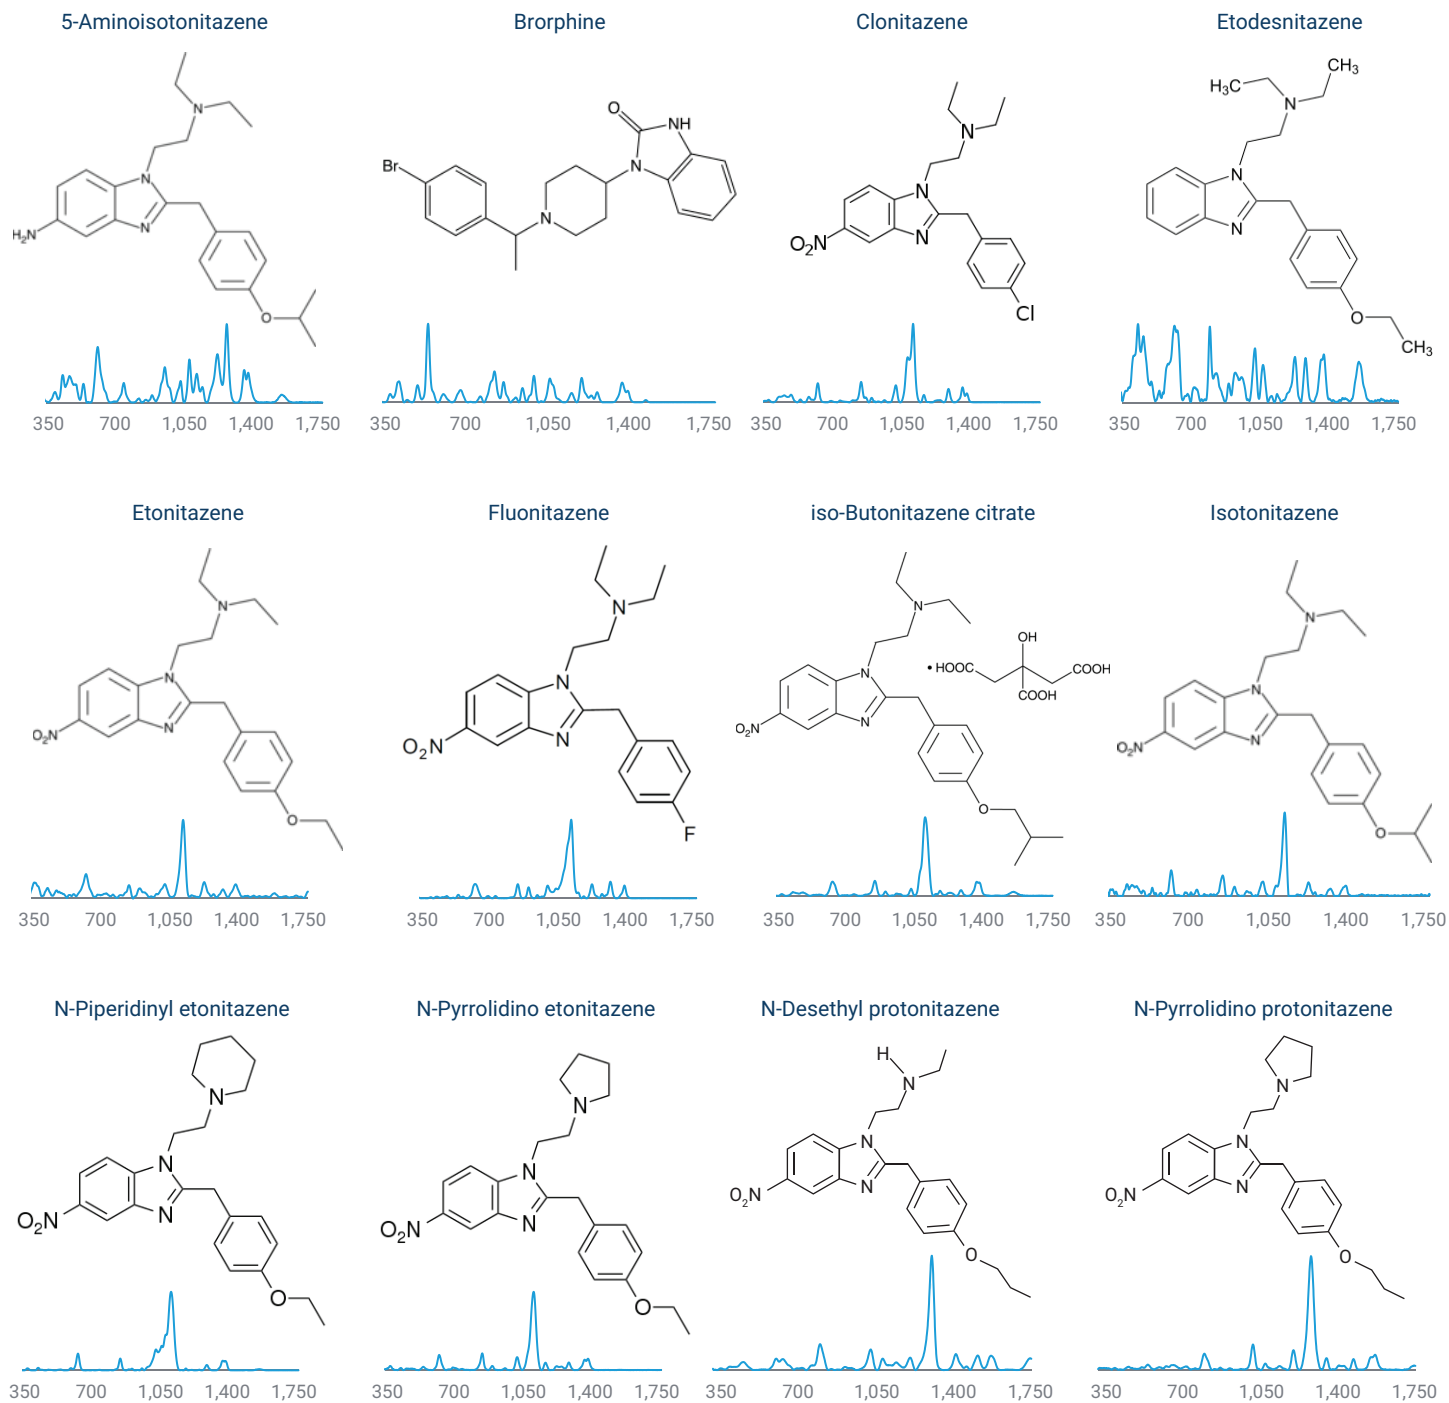 5-Aminoisotonitazene
Brorphine
Clonitazene
Etodesnitazene
N
N
N
H₂N
O
350 700 1,050 1,400 1,750
O
NH
N
Br
N
350 700 1,050 1,400 1,750
N
N
N
O₂N
Cl
350 700 1,050 1,400 1,750
CH₃
H₃C
N
N
N
O
CH₃
350 700 1,050 1,400 1,750
Etonitazene
Fluonitazene
iso-Butonitazene citrate
Isotonitazene
N
N
N
O₂N
O
350 700 1,050 1,400 1,750
N
N
N
O₂N
F
350 700 1,050 1,400 1,750
N
OH
• HOOC
COOH
COOH
N
N
O₂N
O
350 700 1,050 1,400 1,750
N
N
N
O₂N
O
350 700 1,050 1,400 1,750
N-Piperidinyl etonitazene
N-Pyrrolidino etonitazene
N-Desethyl protonitazene
N-Pyrrolidino protonitazene
N
N
N
O₂N
O
350 700 1,050 1,400 1,750
N
N
N
O₂N
O
350 700 1,050 1,400 1,750
H
N
N
N
O₂N
O
350 700 1,050 1,400 1,750
N
N
N
O₂N
O
350 700 1,050 1,400 1,750